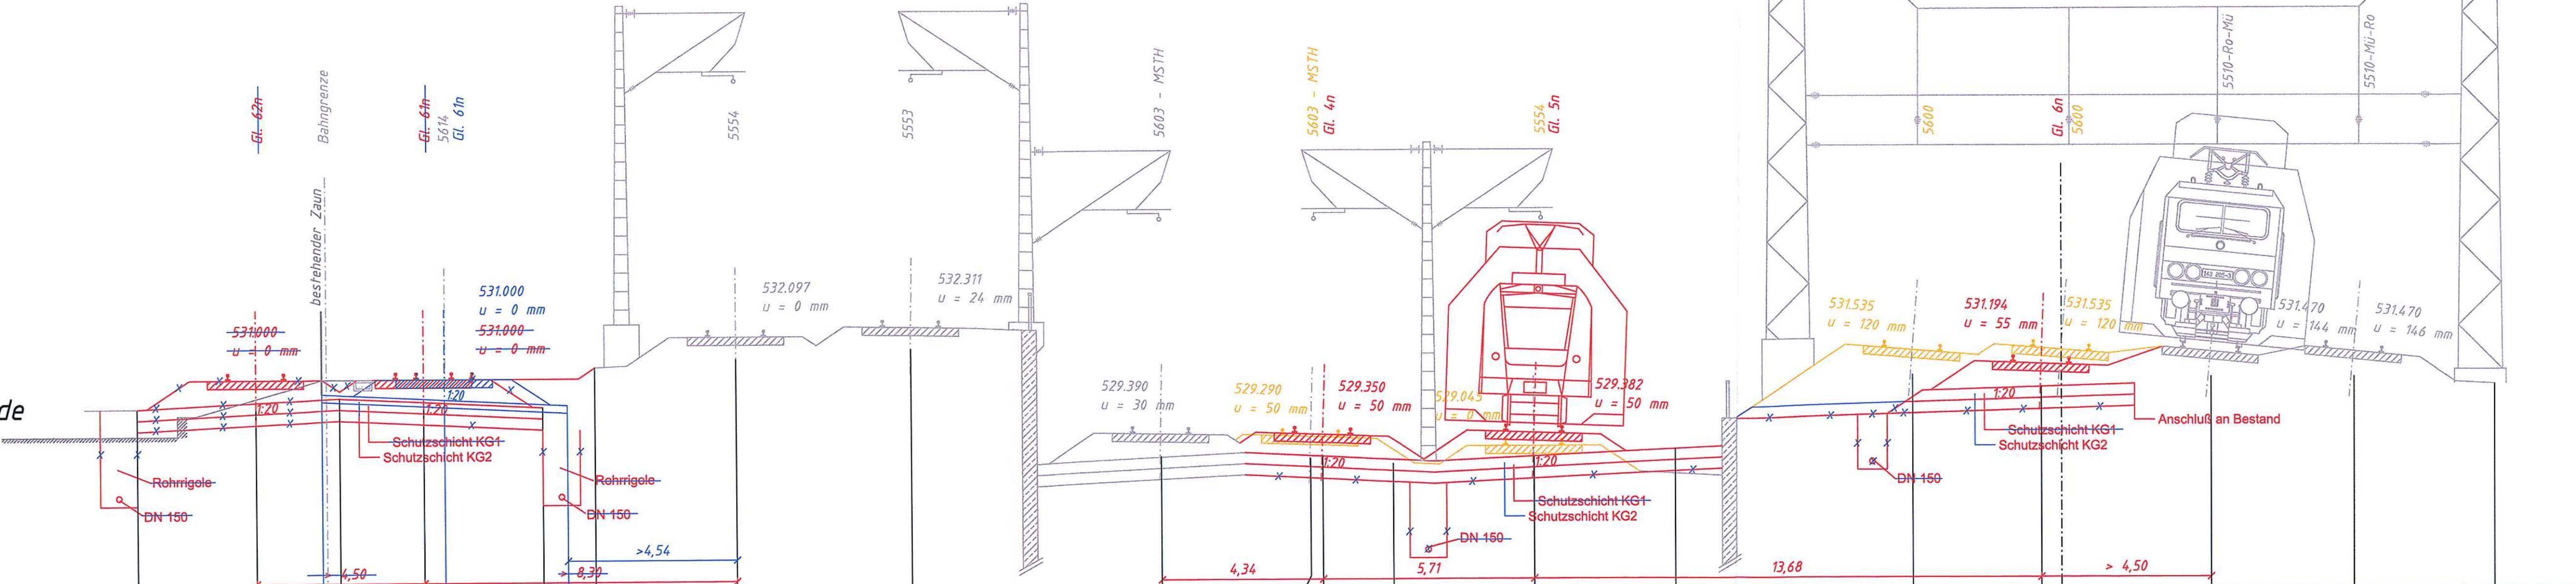 Gl. 62n
Bahngrenze
Gl. 61n
5614
Gl. 61n
5554
5553
5603 - MSTH
5603 - MSTH
Gl. 4n
5554
Gl. 5n
5600
Gl. 6n
5600
5510-Ro-Mü
5510-Mü-Ro
bestehender Zaun
531.000
u = 0 mm
531.000
u = 0 mm
531.000
u = 0 mm
532.097
u = 0 mm
532.311
u = 24 mm
529.390
u = 30 mm
529.290
u = 50 mm
529.350
u = 50 mm
529.045
u = 0 mm
529.382
u = 50 mm
531.535
u = 120 mm
531.194
u = 55 mm
531.535
u = 120 mm
143 205-3
531.470
u = 144 mm
531.470
u = 146 mm
de
1:20
1:20
1:20
1:20
1:20
1:20
Schutzschicht KG1
Schutzschicht KG2
Rohrrigole
DN 150
Rohrrigole
DN 150
Schutzschicht KG1
Schutzschicht KG2
DN 150
Schutzschicht KG1
Schutzschicht KG2
DN 150
Anschluß an Bestand
> 4,50
>4,54
> 8,30
4,34
5,71
13,68
> 4,50